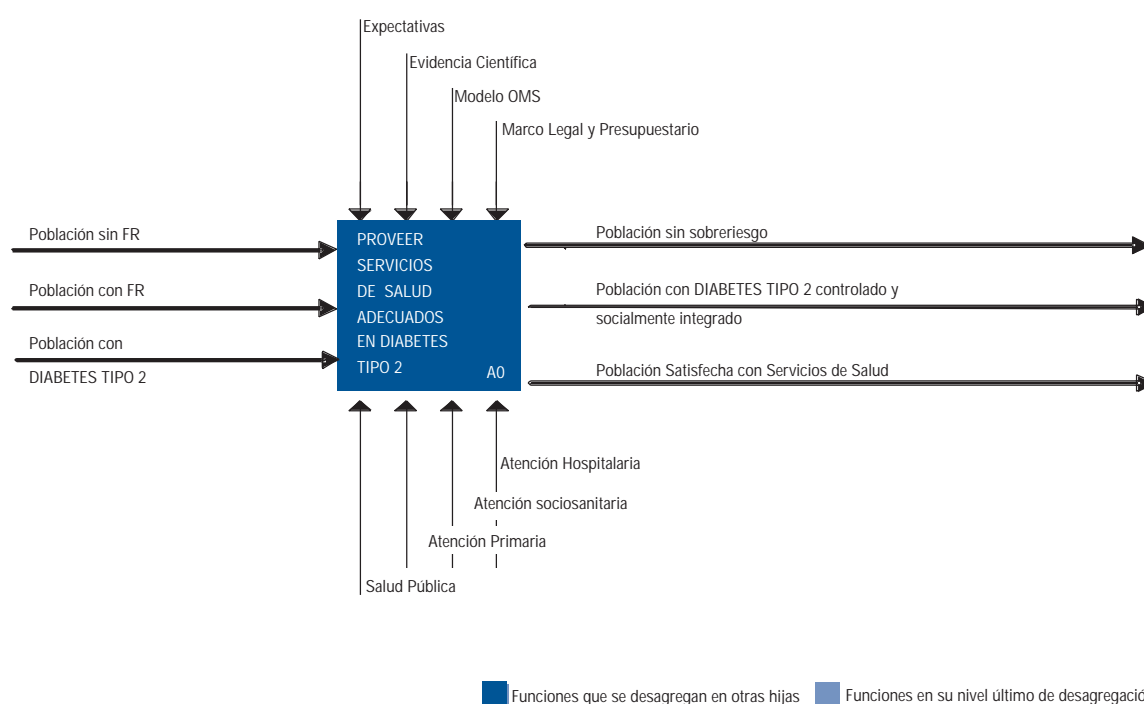 Expectativas
Evidencia Científica
Modelo OMS
Marco Legal y Presupuestario
Población sin FR
Población con FR
Población con
DIABETES TIPO 2
PROVEER
SERVICIOS
DE SALUD
ADECUADOS
EN DIABETES
TIPO 2
A0
Población sin sobreriesgo
Población con DIABETES TIPO 2 controlado y
socialmente integrado
Población Satisfecha con Servicios de Salud
Atención Hospitalaria
Atención sociosanitaria
Atención Primaria
Salud Pública
Funciones que se desagregan en otras hijas
Funciones en su nivel último de desagregació